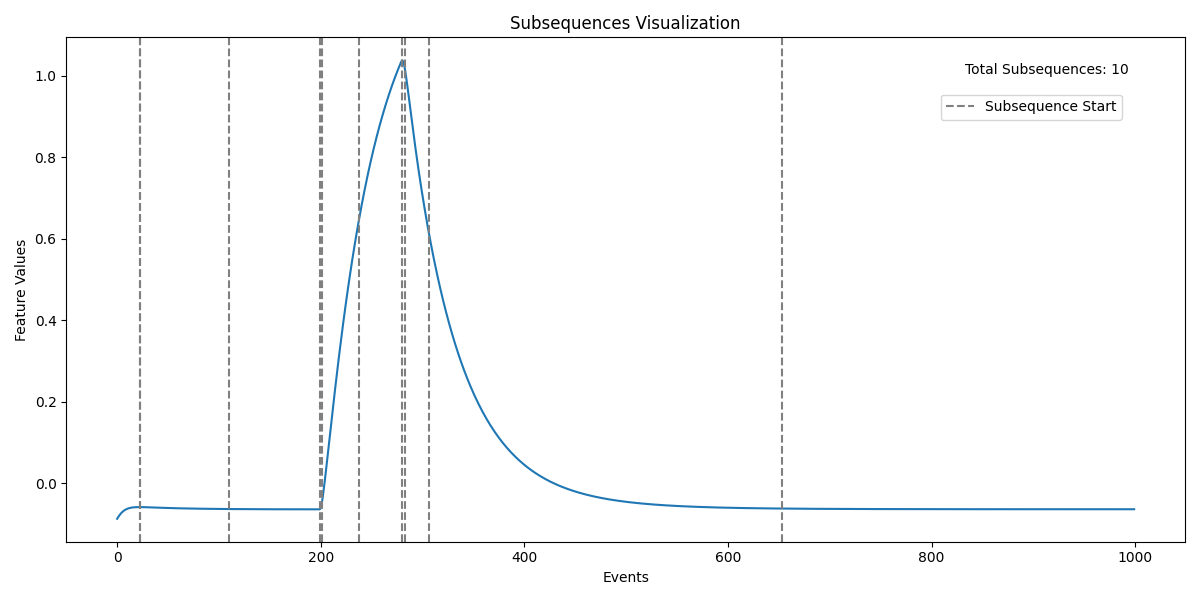 Subsequences Visualization
Total Subsequences: 10
Subsequence Start
Feature Values
1.0
0.8
0.6
0.4
0.2
0.0
0 200 400 600 800 1000
Events